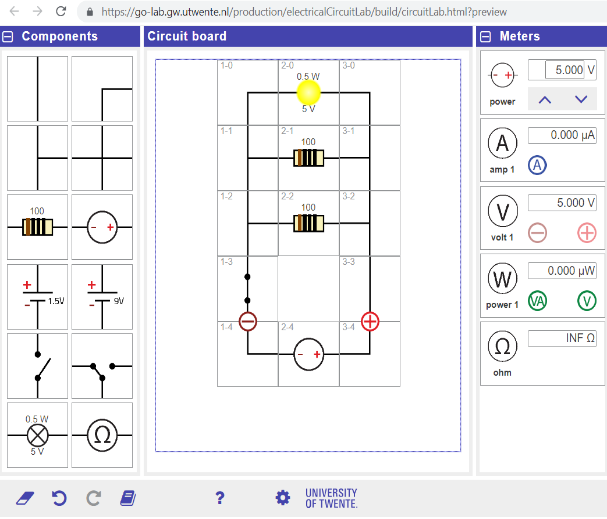 https://go-lab.gw.utwente.nl/production/electricalCircuitLab/build/circuitLab.html?preview
Components
Circuit board
Meters
100
- +
+
- 1.5V
+
- 9V
0.5 W
5 V
Ω
1-0
2-0
3-0
0.5 W
5 V
1-1
2-1
3-1
100
1-2
2-2
3-2
100
1-3
3-3
1-4
2-4
3-4
- +
- +
5.000 V
power
A
0.000 µA
amp 1
A
V
5.000 V
volt 1
W
0.000 µW
power 1
VA
V
Ω
INF Ω
ohm
?
UNIVERSITY
OF TWENTE.